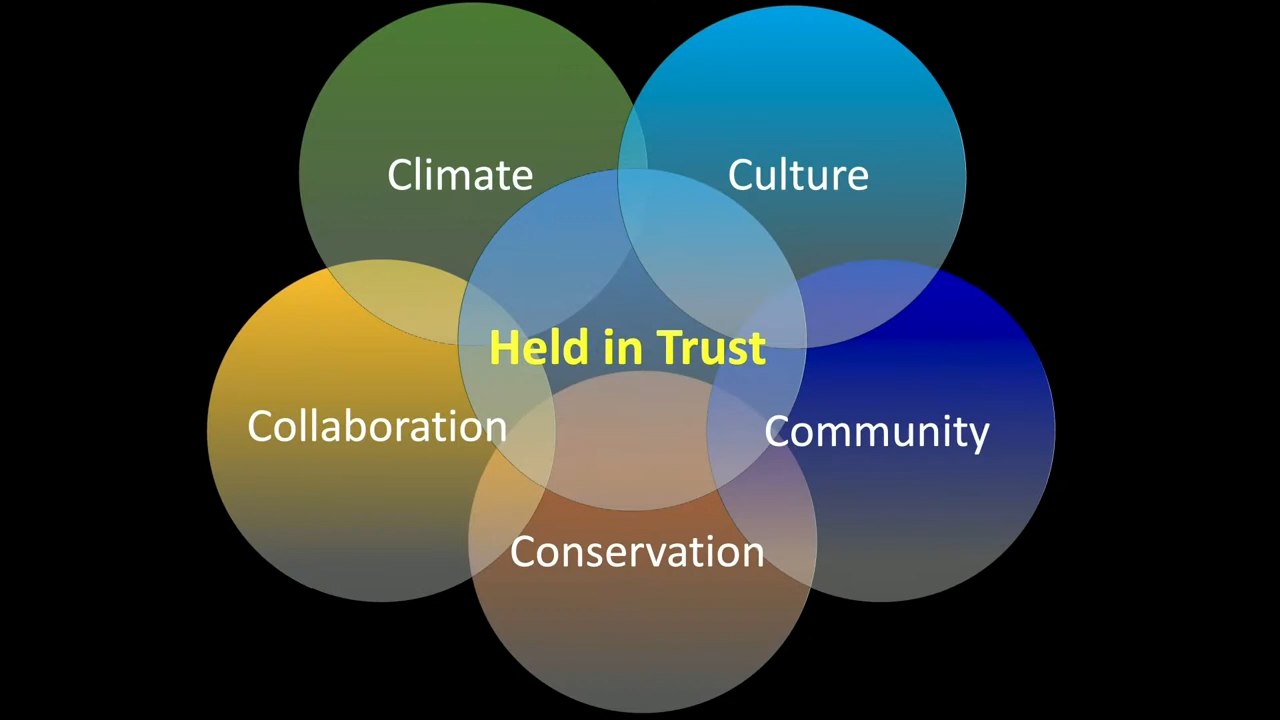 Climate
Culture
Held in Trust
Collaboration
Community
Conservation